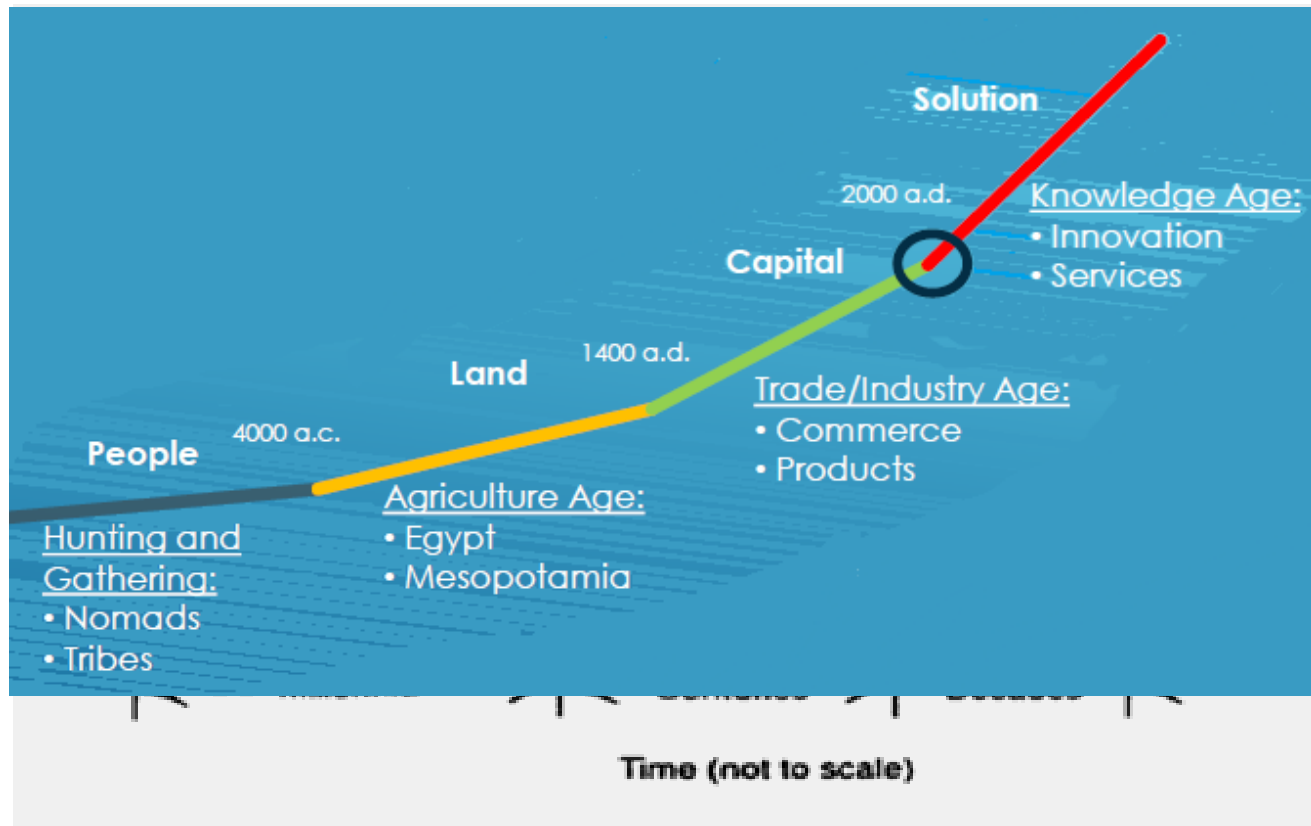 Solution
2000 a.d.
Knowledge Age:
• Innovation
• Services
Capital
1400 a.d.
Land
Trade/Industry Age:
• Commerce
• Products
4000 a.c.
People
Agriculture Age:
• Egypt
• Mesopotamia
Hunting and
Gathering:
• Nomads
• Tribes
Time (not to scale)